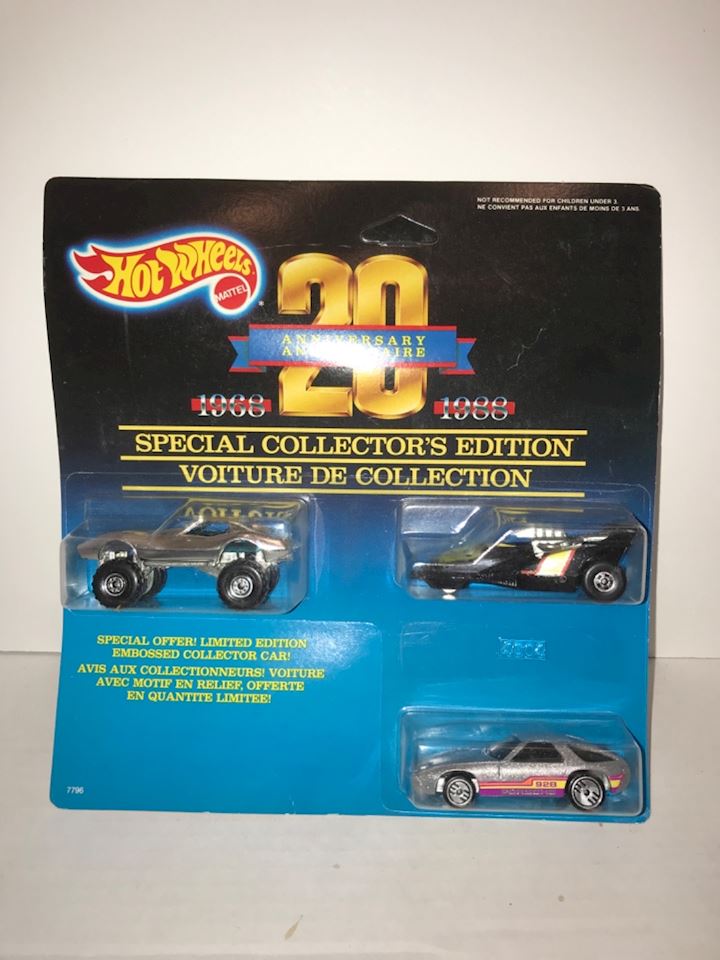 NOT RECOMMENDED FOR CHILDREN UNDER 3.
NE CONVIENT PAS AUX ENFANTS DE MOINS DE 3 ANS.
HOT WHEELS
MATTEL
20
ANNIVERSARY
1968
1988
SPECIAL COLLECTOR'S EDITION
VOITURE DE COLLECTION
SPECIAL OFFER! LIMITED EDITION
EMBOSSED COLLECTOR CAR!
AVIS AUX COLLECTIONNEURS! VOITURE
AVEC MOTIF EN RELIEF, OFFERTE
EN QUANTITE LIMITEE!
928
PORSCHE
7796